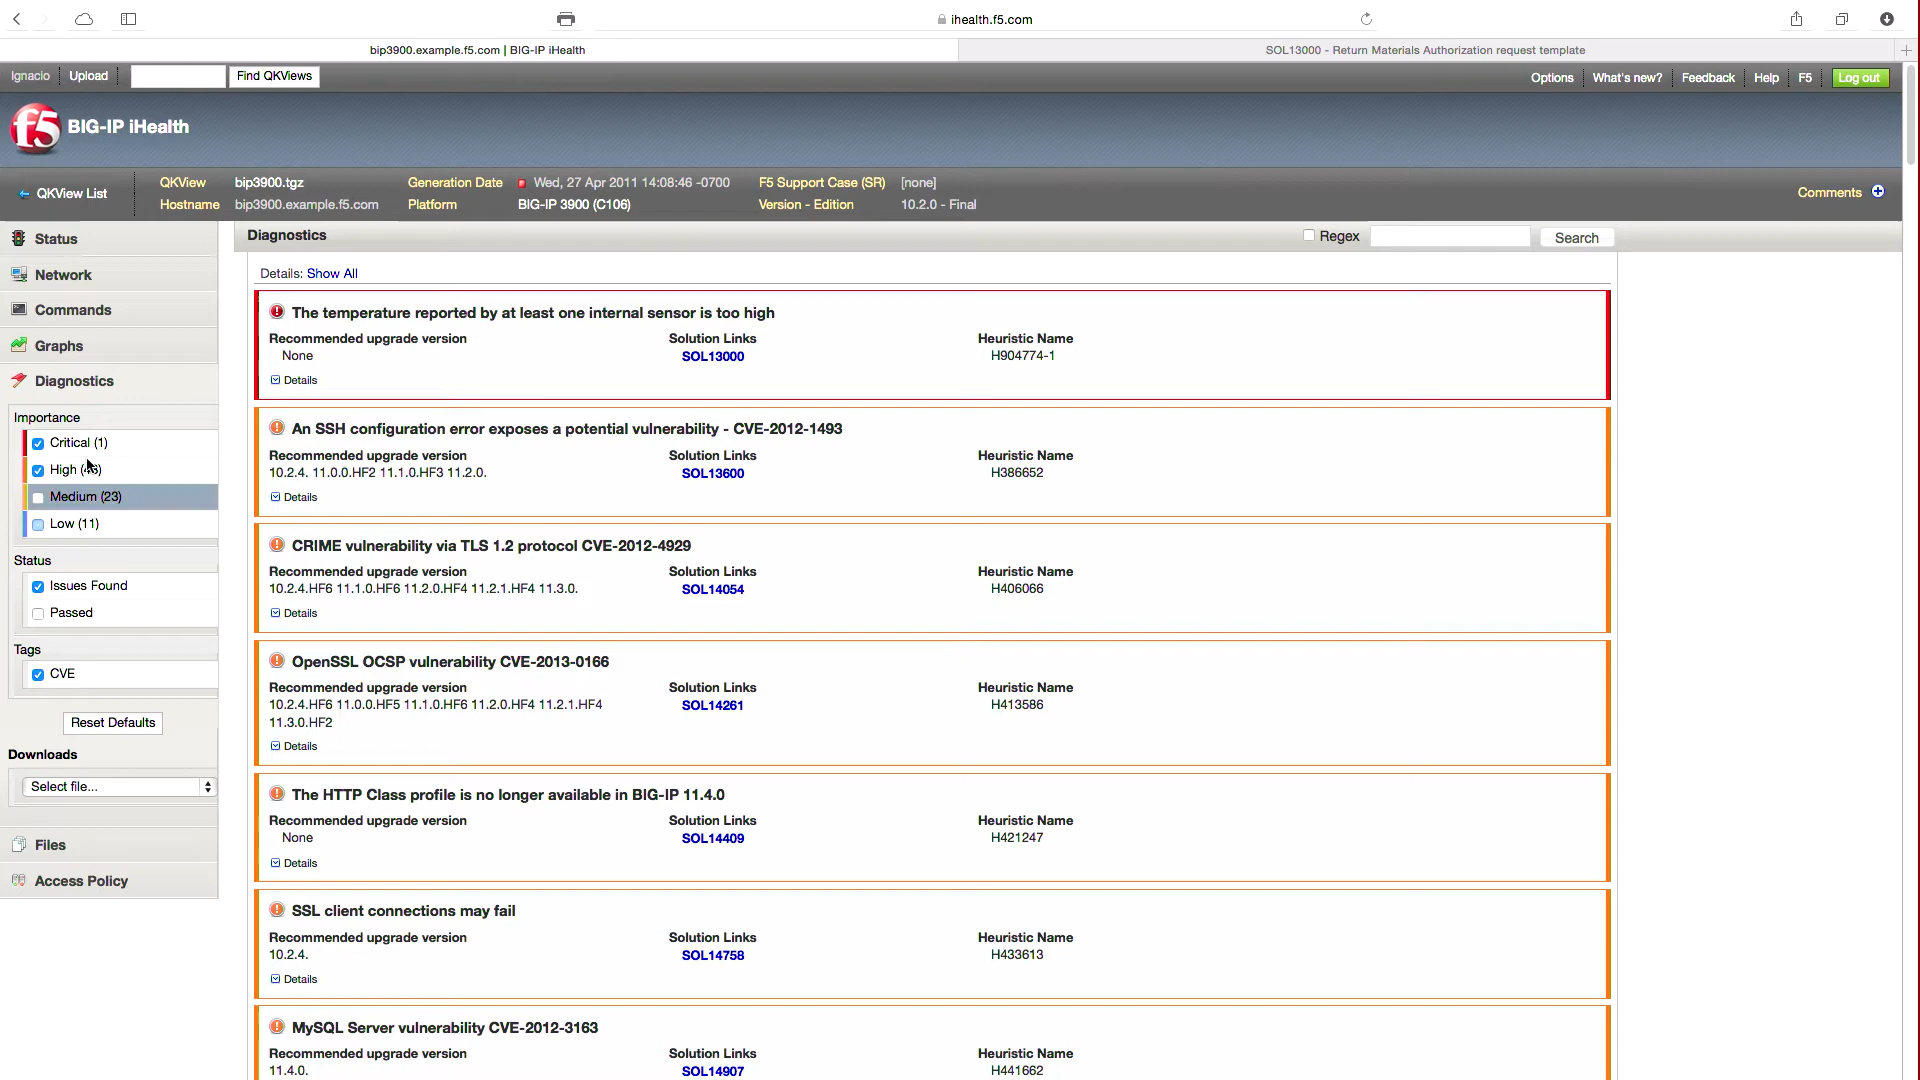 ihealth.f5.com
bip3900.example.f5.com | BIG-IP iHealth
SOL13000 - Return Materials Authorization request template
Ignacio
Upload
Find QKViews
Options
What's new?
Feedback
Help
F5
Log out
f5
BIG-IP iHealth
QKView List
QKView bip3900.tgz
Hostname bip3900.example.f5.com
Generation Date Wed, 27 Apr 2011 14:08:46 -0700
Platform BIG-IP 3900 (C106)
F5 Support Case (SR) [none]
Version - Edition 10.2.0 - Final
Comments
Status
Network
Commands
Graphs
Diagnostics
Importance
Critical (1)
High
Medium (23)
Low (11)
Status
Issues Found
Passed
Tags
CVE
Reset Defaults
Downloads
Select file...
Files
Access Policy
Diagnostics
Regex
Search
Details: Show All
The temperature reported by at least one internal sensor is too high
Recommended upgrade version Solution Links Heuristic Name
None SOL13000 H904774-1
Details
An SSH configuration error exposes a potential vulnerability - CVE-2012-1493
Recommended upgrade version Solution Links Heuristic Name
10.2.4. 11.0.0.HF2 11.1.0.HF3 11.2.0. SOL13600 H386652
Details
CRIME vulnerability via TLS 1.2 protocol CVE-2012-4929
Recommended upgrade version Solution Links Heuristic Name
10.2.4.HF6 11.1.0.HF6 11.2.0.HF4 11.2.1.HF4 11.3.0. SOL14054 H406066
Details
OpenSSL OCSP vulnerability CVE-2013-0166
Recommended upgrade version Solution Links Heuristic Name
10.2.4.HF6 11.0.0.HF5 11.1.0.HF6 11.2.0.HF4 11.2.1.HF4 SOL14261 H413586
11.3.0.HF2
Details
The HTTP Class profile is no longer available in BIG-IP 11.4.0
Recommended upgrade version Solution Links Heuristic Name
None SOL14409 H421247
Details
SSL client connections may fail
Recommended upgrade version Solution Links Heuristic Name
10.2.4. SOL14758 H433613
Details
MySQL Server vulnerability CVE-2012-3163
Recommended upgrade version Solution Links Heuristic Name
11.4.0. SOL14907 H441662